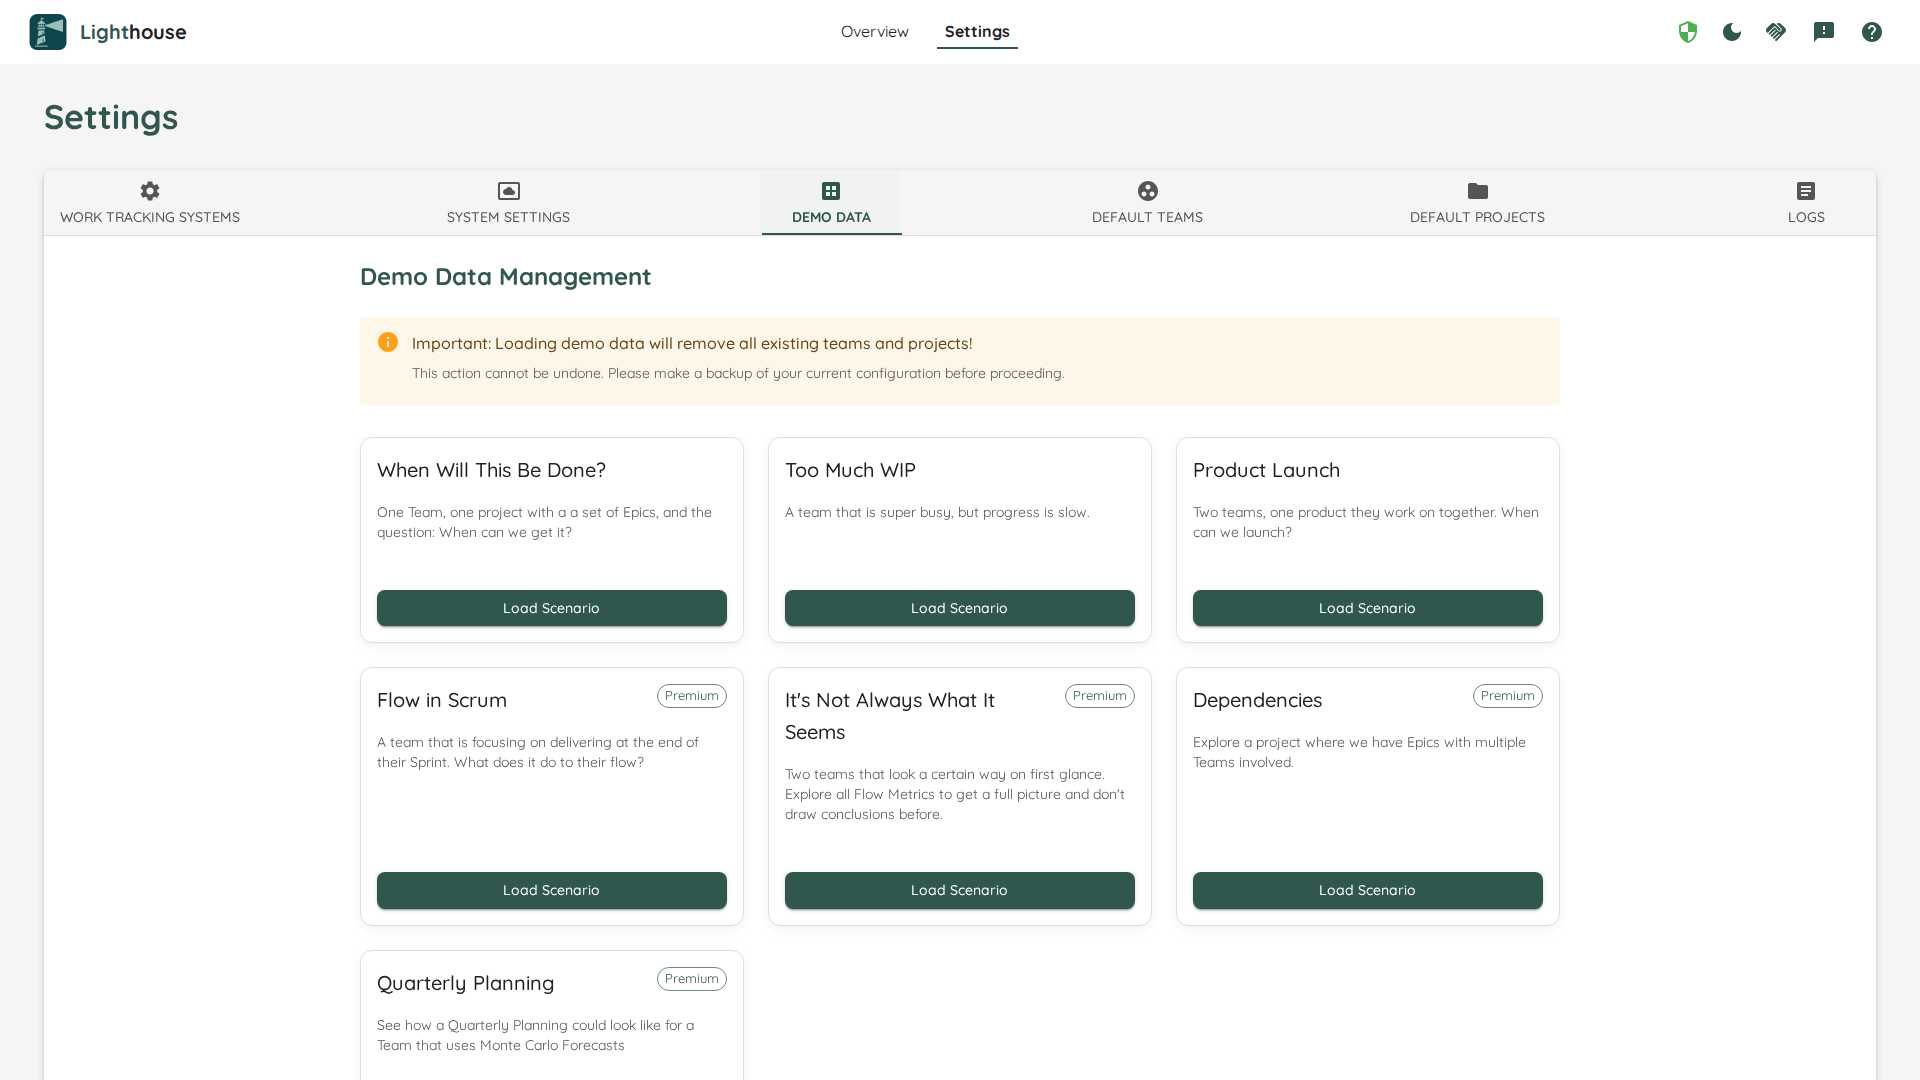 Lighthouse
Overview
Settings
Settings
WORK TRACKING SYSTEMS
SYSTEM SETTINGS
DEMO DATA
DEFAULT TEAMS
DEFAULT PROJECTS
LOGS
Demo Data Management
Important: Loading demo data will remove all existing teams and projects!
This action cannot be undone. Please make a backup of your current configuration before proceeding.
When Will This Be Done?
One Team, one project with a a set of Epics, and the
question: When can we get it?
Load Scenario
Too Much WIP
A team that is super busy, but progress is slow.
Load Scenario
Product Launch
Two teams, one product they work on together. When
can we launch?
Load Scenario
Flow in Scrum
Premium
A team that is focusing on delivering at the end of
their Sprint. What does it do to their flow?
Load Scenario
It's Not Always What It
Seems
Premium
Two teams that look a certain way on first glance.
Explore all Flow Metrics to get a full picture and don't
draw conclusions before.
Load Scenario
Dependencies
Premium
Explore a project where we have Epics with multiple
Teams involved.
Load Scenario
Quarterly Planning
Premium
See how a Quarterly Planning could look like for a
Team that uses Monte Carlo Forecasts